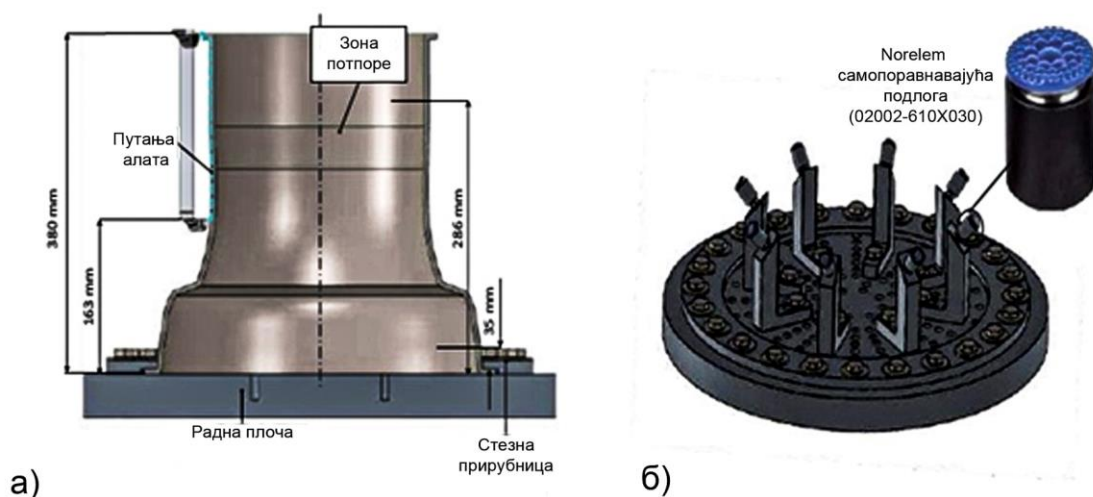 Зона
потпоре
Путања
алата
380 mm
163 mm
286 mm
35 mm
Радна плоча
Стезна
прирубница
а)
Norelem
самопоравнавајућа
подлога
(02002-610X030)
б)